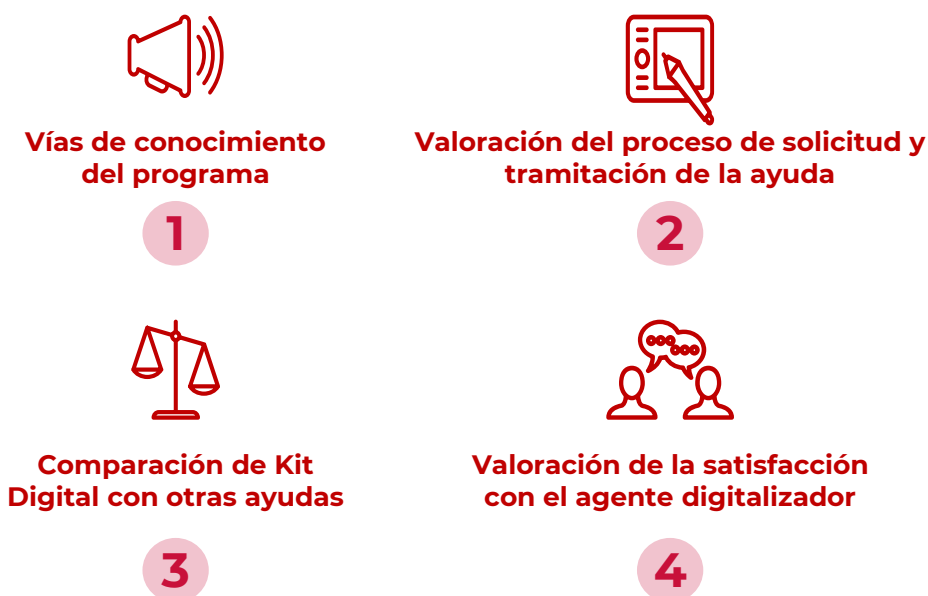 Vías de conocimiento
del programa
1
Valoración del proceso de solicitud y
tramitación de la ayuda
2
Comparación de Kit
Digital con otras ayudas
3
Valoración de la satisfacción
con el agente digitalizador
4